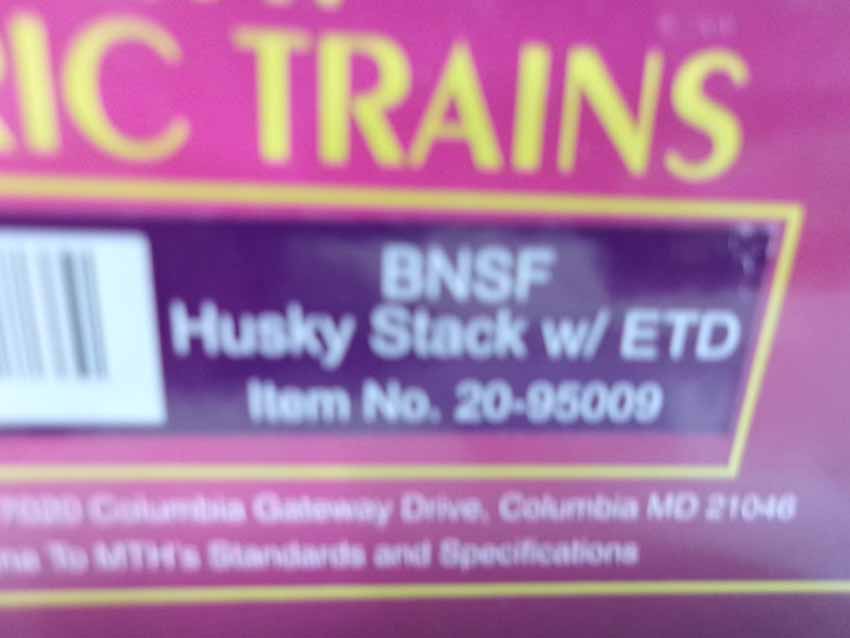 RIC TRAINS
BNSF
Husky Stack w/ ETD
Item No. 20-95009
7020 Columbia Gateway Drive, Columbia MD 21046
To MTH's Standards and Specifications